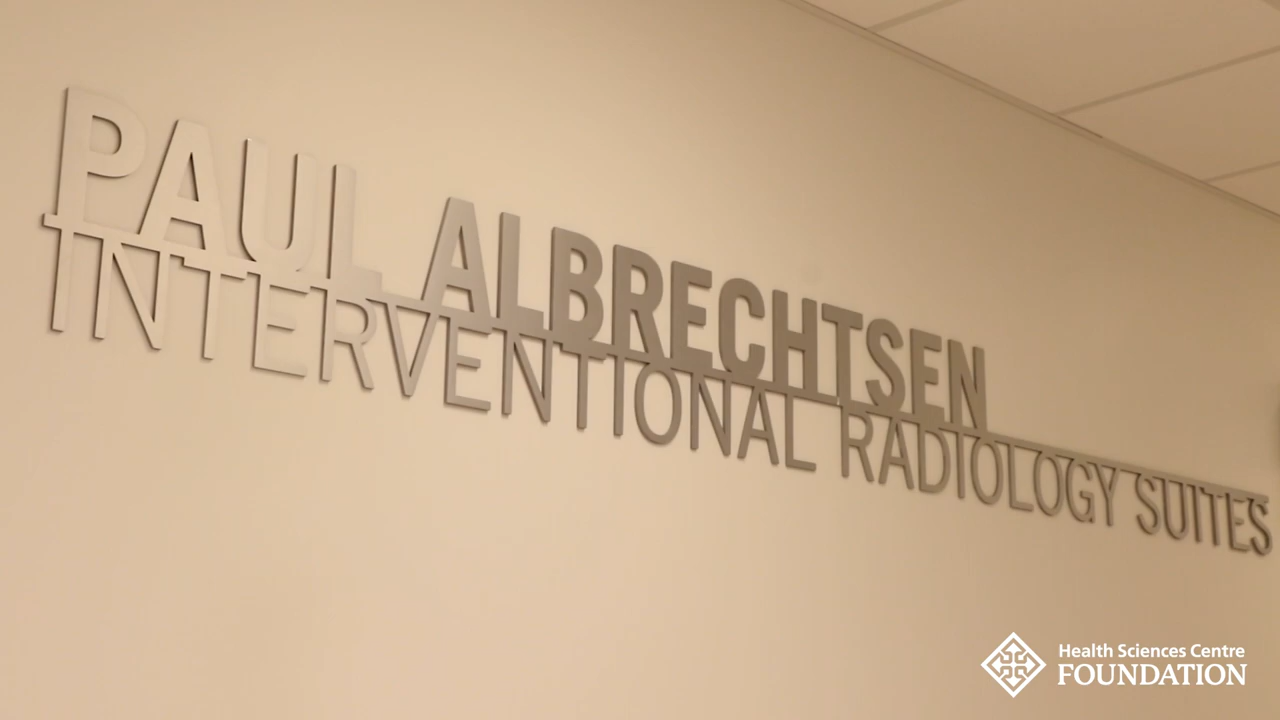 PAUL ALBRECHTSEN
INTERVENTIONAL RADIOLOGY SUITES
Health Sciences Centre
FOUNDATION